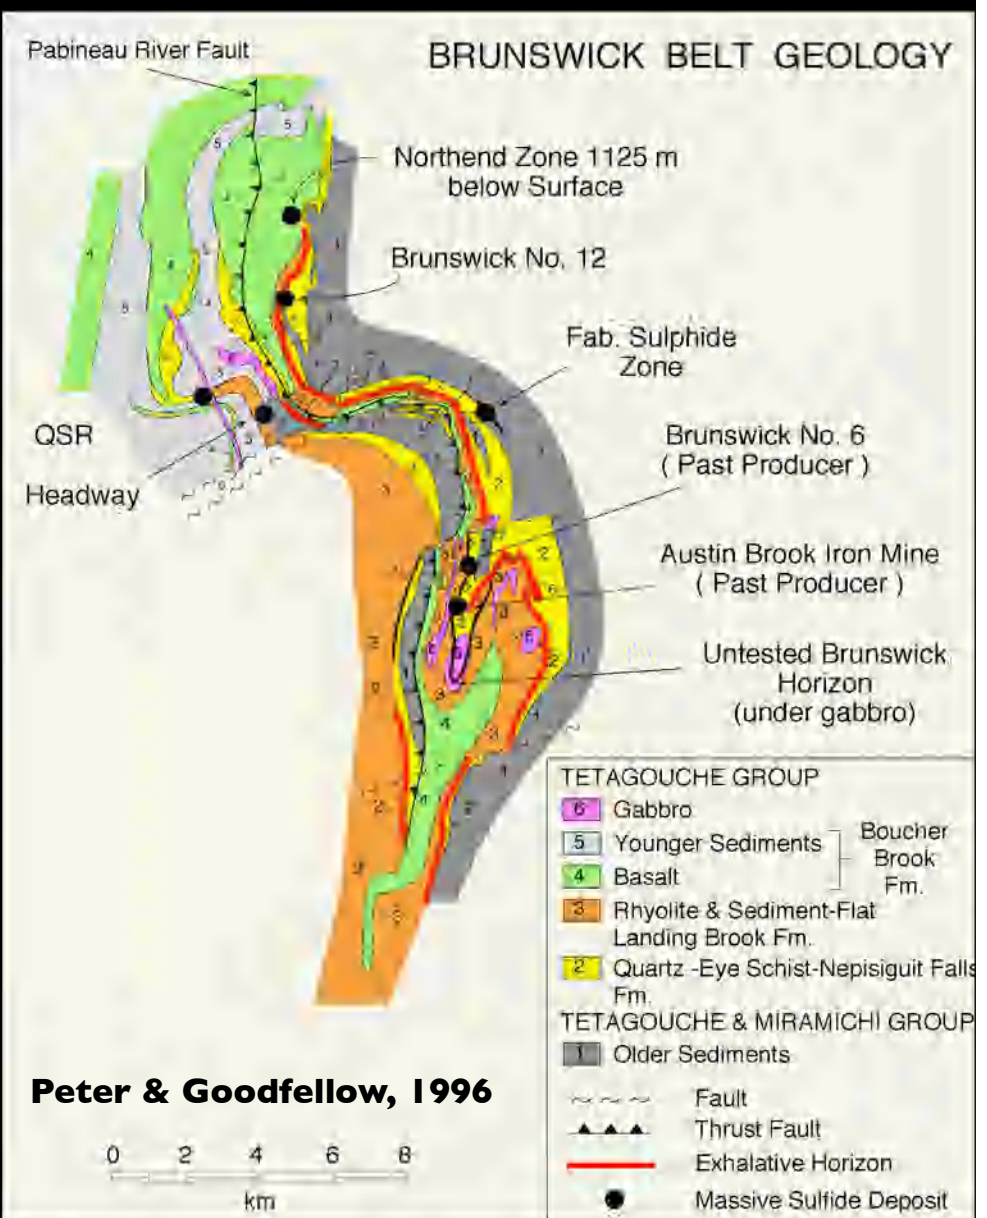 Pabineau River Fault
BRUNSWICK BELT GEOLOGY
Northend Zone 1125 m
below Surface
Brunswick No. 12
Fab. Sulphide
Zone
QSR
Headway
Brunswick No. 6
( Past Producer )
Austin Brook Iron Mine
( Past Producer )
Untested Brunswick
Horizon
(under gabbro)
TETAGOUCHE GROUP
6 Gabbro
5 Younger Sediments
4 Basalt
Boucher
Brook
Fm.
3 Rhyolite & Sediment-Flat
Landing Brook Fm.
2 Quartz -Eye Schist-Nepisiguit Falls
Fm.
TETAGOUCHE & MIRAMICHI GROUP
1 Older Sediments
Fault
Thrust Fault
Exhalative Horizon
Massive Sulfide Deposit
Peter & Goodfellow, 1996
0 2 4 6 8
km